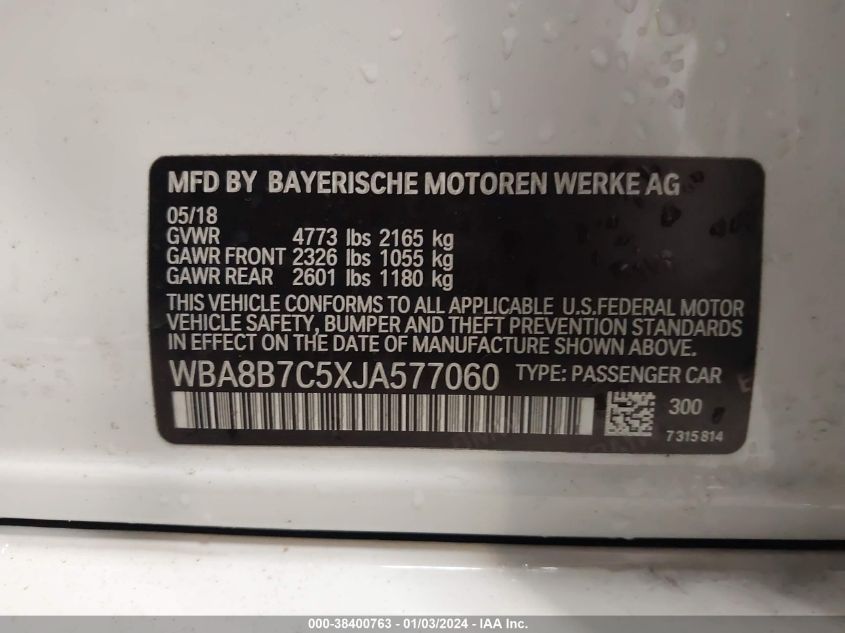 MFD BY BAYERISCHE MOTOREN WERKE AG
05/18
GVWR 4773 lbs 2165 kg
GAWR FRONT 2326 lbs 1055 kg
GAWR REAR 2601 lbs 1180 kg
THIS VEHICLE CONFORMS TO ALL APPLICABLE U.S.FEDERAL MOTOR
VEHICLE SAFETY, BUMPER AND THEFT PREVENTION STANDARDS
IN EFFECT ON THE DATE OF MANUFACTURE SHOWN ABOVE.
WBA8B7C5XJA577060 TYPE: PASSENGER CAR
300
7315814
000-38400763 - 01/03/2024 - IAA Inc.